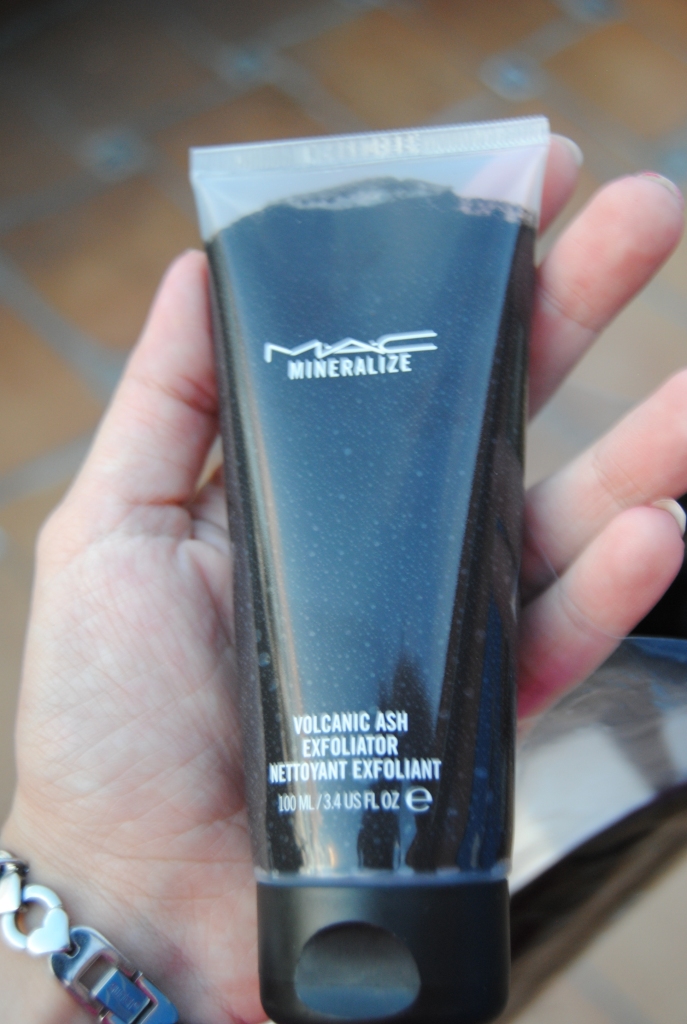 MAC
MINERALIZE
VOLCANIC ASH
EXFOLIATOR
NETTOYANT EXFOLIANT
100 ML / 3.4 US FL OZ e